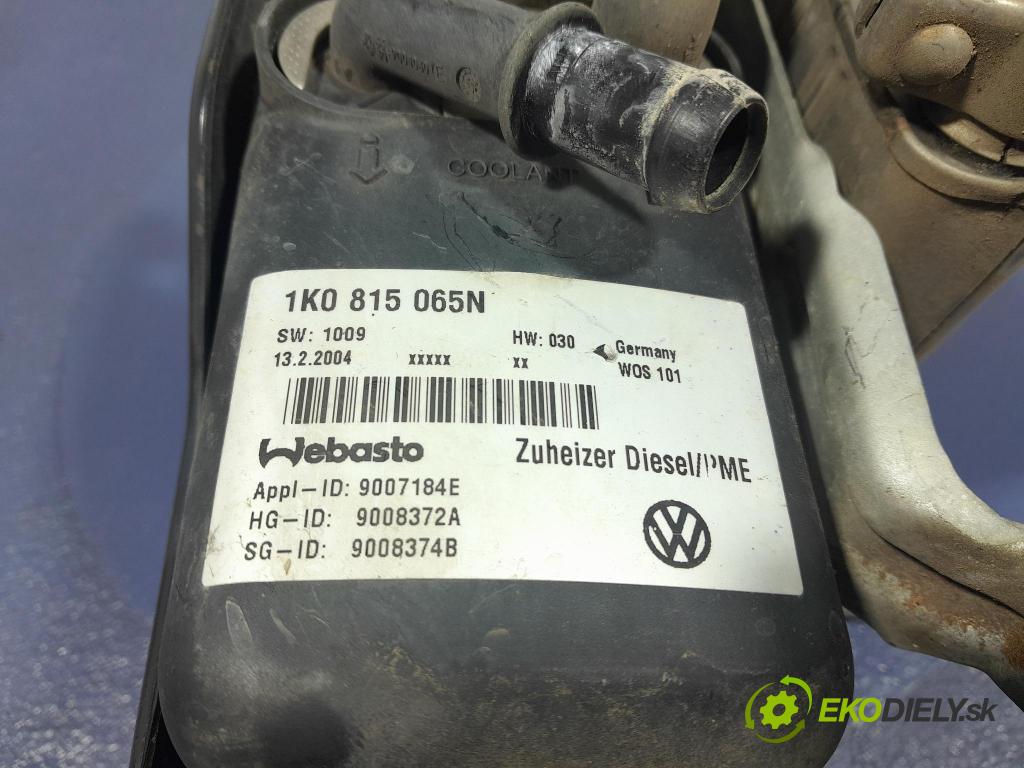 COOLANT
1K0 815 065N
SW: 1009 HW: 030 Germany
13.2.2004 xxxxx xx WOS 101
Webasto Zuheizer Diesel/PME
Appl-ID: 9007184E
HG-ID: 9008372A
SG-ID: 9008374B
VW
EKODIELY.sk